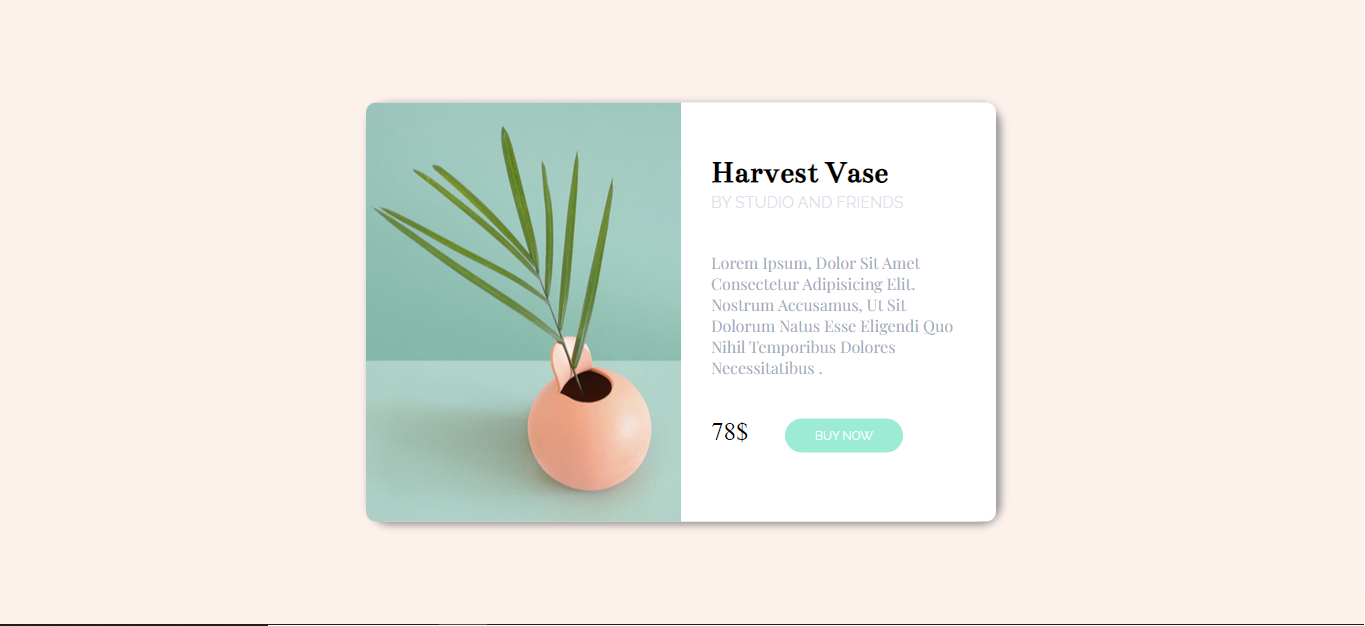 Harvest Vase
BY STUDIO AND FRIENDS
Lorem Ipsum, Dolor Sit Amet
Consectetur Adipisicing Elit.
Nostrum Accusamus, Ut Sit
Dolorum Natus Esse Eligendi Quo
Nihil Temporibus Dolores
Necessitatibus .
78$
BUY NOW